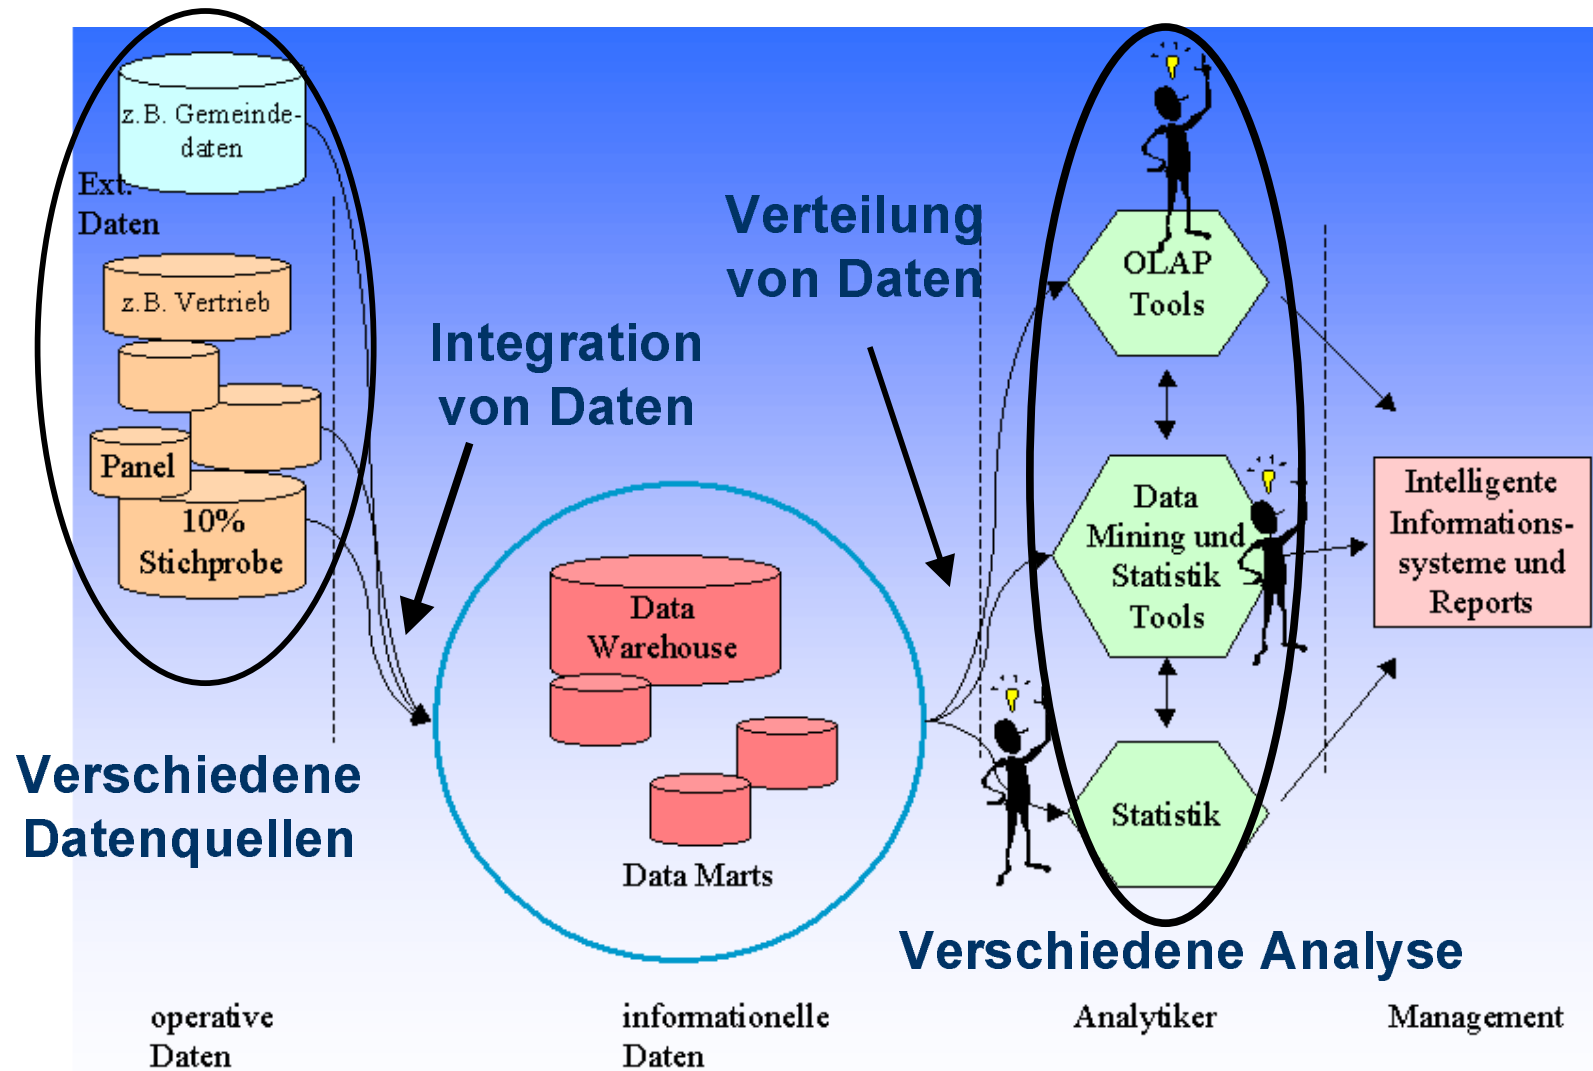 z.B. Gemeinde-
daten
Ext.
Daten
z.B. Vertrieb
Panel
10%
Stichprobe
Verschiedene
Datenquellen
Integration
von Daten
Data
Warehouse
Data Marts
Verteilung
von Daten
OLAP
Tools
Data
Mining und
Statistik
Tools
Statistik
Verschiedene Analyse
Intelligente
Informations-
systeme und
Reports
operative
Daten
informationelle
Daten
Analytiker
Management